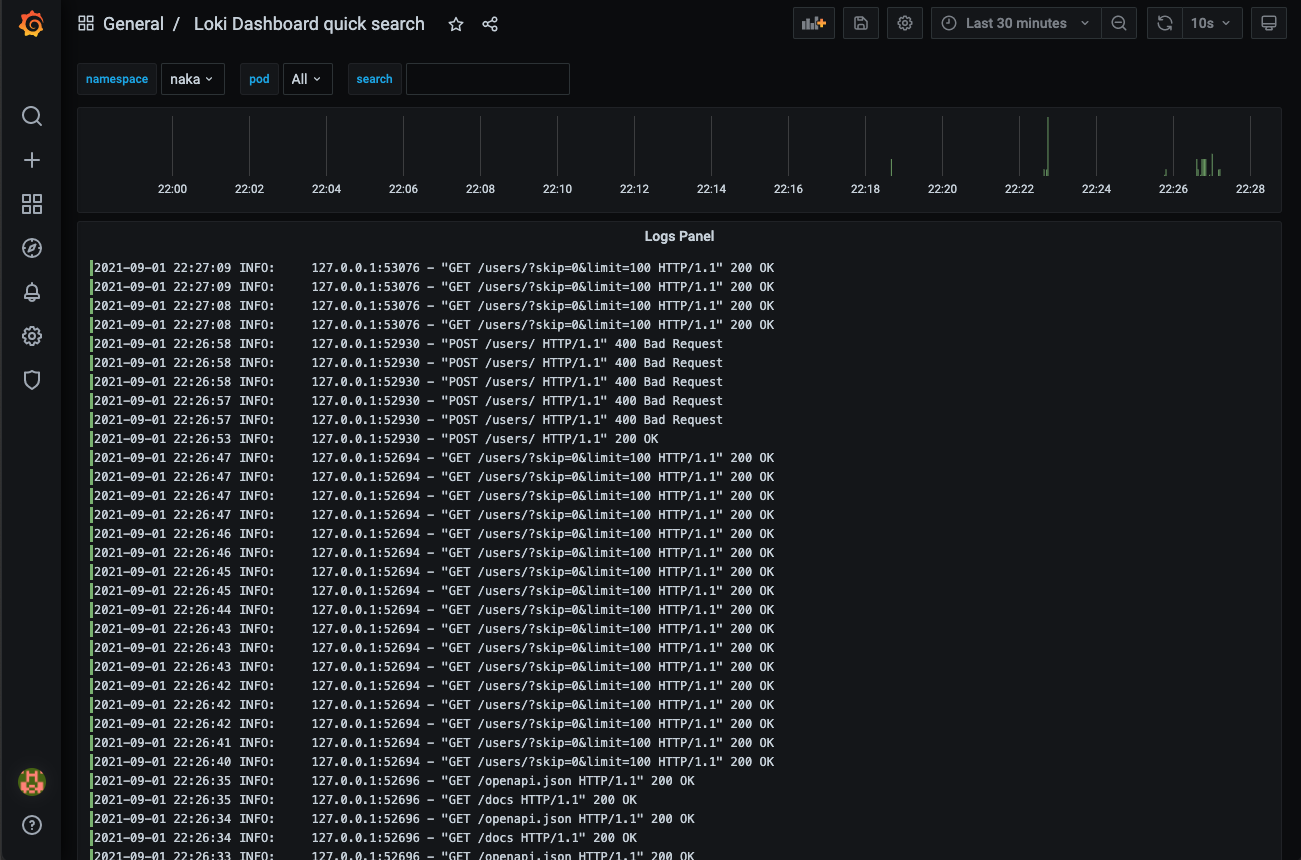 General / Loki Dashboard quick search Last 30 minutes 10s
namespace naka pod All search
22:00 22:02 22:04 22:06 22:08 22:10 22:12 22:14 22:16 22:18 22:20 22:22 22:24 22:26 22:28
Logs Panel
2021-09-01 22:27:09 INFO: 127.0.0.1:53076 - "GET /users/?skip=0&limit=100 HTTP/1.1" 200 OK
2021-09-01 22:27:09 INFO: 127.0.0.1:53076 - "GET /users/?skip=0&limit=100 HTTP/1.1" 200 OK
2021-09-01 22:27:08 INFO: 127.0.0.1:53076 - "GET /users/?skip=0&limit=100 HTTP/1.1" 200 OK
2021-09-01 22:27:08 INFO: 127.0.0.1:53076 - "GET /users/?skip=0&limit=100 HTTP/1.1" 200 OK
2021-09-01 22:26:58 INFO: 127.0.0.1:52930 - "POST /users/ HTTP/1.1" 400 Bad Request
2021-09-01 22:26:58 INFO: 127.0.0.1:52930 - "POST /users/ HTTP/1.1" 400 Bad Request
2021-09-01 22:26:58 INFO: 127.0.0.1:52930 - "POST /users/ HTTP/1.1" 400 Bad Request
2021-09-01 22:26:57 INFO: 127.0.0.1:52930 - "POST /users/ HTTP/1.1" 400 Bad Request
2021-09-01 22:26:57 INFO: 127.0.0.1:52930 - "POST /users/ HTTP/1.1" 400 Bad Request
2021-09-01 22:26:53 INFO: 127.0.0.1:52930 - "POST /users/ HTTP/1.1" 200 OK
2021-09-01 22:26:47 INFO: 127.0.0.1:52694 - "GET /users/?skip=0&limit=100 HTTP/1.1" 200 OK
2021-09-01 22:26:47 INFO: 127.0.0.1:52694 - "GET /users/?skip=0&limit=100 HTTP/1.1" 200 OK
2021-09-01 22:26:47 INFO: 127.0.0.1:52694 - "GET /users/?skip=0&limit=100 HTTP/1.1" 200 OK
2021-09-01 22:26:47 INFO: 127.0.0.1:52694 - "GET /users/?skip=0&limit=100 HTTP/1.1" 200 OK
2021-09-01 22:26:46 INFO: 127.0.0.1:52694 - "GET /users/?skip=0&limit=100 HTTP/1.1" 200 OK
2021-09-01 22:26:46 INFO: 127.0.0.1:52694 - "GET /users/?skip=0&limit=100 HTTP/1.1" 200 OK
2021-09-01 22:26:45 INFO: 127.0.0.1:52694 - "GET /users/?skip=0&limit=100 HTTP/1.1" 200 OK
2021-09-01 22:26:45 INFO: 127.0.0.1:52694 - "GET /users/?skip=0&limit=100 HTTP/1.1" 200 OK
2021-09-01 22:26:44 INFO: 127.0.0.1:52694 - "GET /users/?skip=0&limit=100 HTTP/1.1" 200 OK
2021-09-01 22:26:43 INFO: 127.0.0.1:52694 - "GET /users/?skip=0&limit=100 HTTP/1.1" 200 OK
2021-09-01 22:26:43 INFO: 127.0.0.1:52694 - "GET /users/?skip=0&limit=100 HTTP/1.1" 200 OK
2021-09-01 22:26:43 INFO: 127.0.0.1:52694 - "GET /users/?skip=0&limit=100 HTTP/1.1" 200 OK
2021-09-01 22:26:42 INFO: 127.0.0.1:52694 - "GET /users/?skip=0&limit=100 HTTP/1.1" 200 OK
2021-09-01 22:26:42 INFO: 127.0.0.1:52694 - "GET /users/?skip=0&limit=100 HTTP/1.1" 200 OK
2021-09-01 22:26:42 INFO: 127.0.0.1:52694 - "GET /users/?skip=0&limit=100 HTTP/1.1" 200 OK
2021-09-01 22:26:41 INFO: 127.0.0.1:52694 - "GET /users/?skip=0&limit=100 HTTP/1.1" 200 OK
2021-09-01 22:26:40 INFO: 127.0.0.1:52694 - "GET /users/?skip=0&limit=100 HTTP/1.1" 200 OK
2021-09-01 22:26:35 INFO: 127.0.0.1:52696 - "GET /openapi.json HTTP/1.1" 200 OK
2021-09-01 22:26:35 INFO: 127.0.0.1:52696 - "GET /docs HTTP/1.1" 200 OK
2021-09-01 22:26:34 INFO: 127.0.0.1:52696 - "GET /openapi.json HTTP/1.1" 200 OK
2021-09-01 22:26:34 INFO: 127.0.0.1:52696 - "GET /docs HTTP/1.1" 200 OK
2021-09-01 22:26:33 INFO: 127.0.0.1:52696 - "GET /openapi.json HTTP/1.1" 200 OK